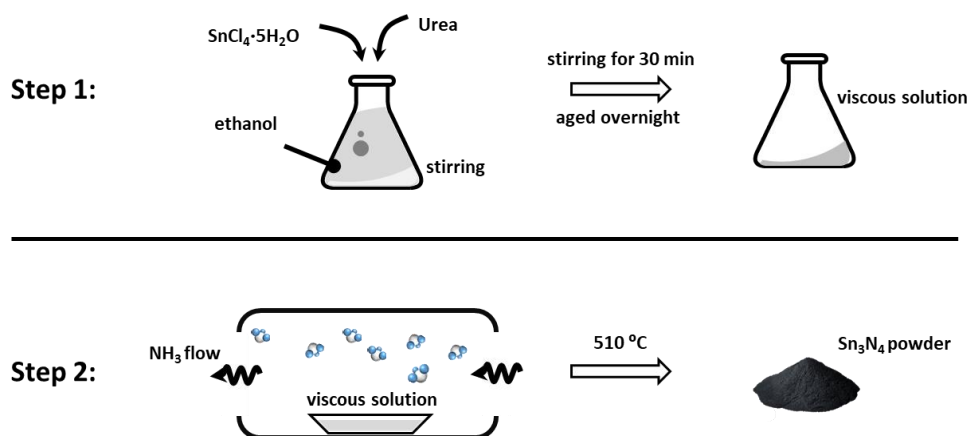 Step 1:
SnCl₄·5H₂O
Urea
ethanol
stirring
stirring for 30 min
aged overnight
viscous solution
Step 2:
NH₃ flow
viscous solution
510 ⁰C
Sn₃N₄ powder